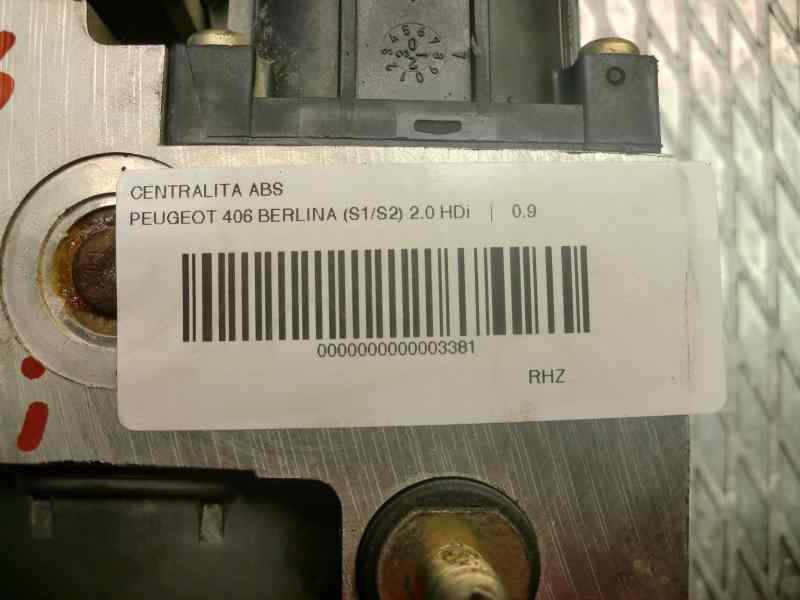 CENTRALITA ABS
PEUGEOT 406 BERLINA (S1/S2) 2.0 HDi | 0.9
0000000000003381
RHZ